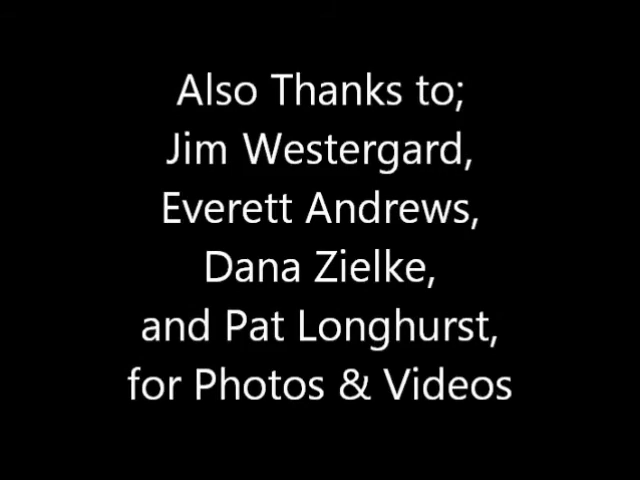 Also Thanks to;
Jim Westergard,
Everett Andrews,
Dana Zielke,
and Pat Longhurst,
for Photos & Videos